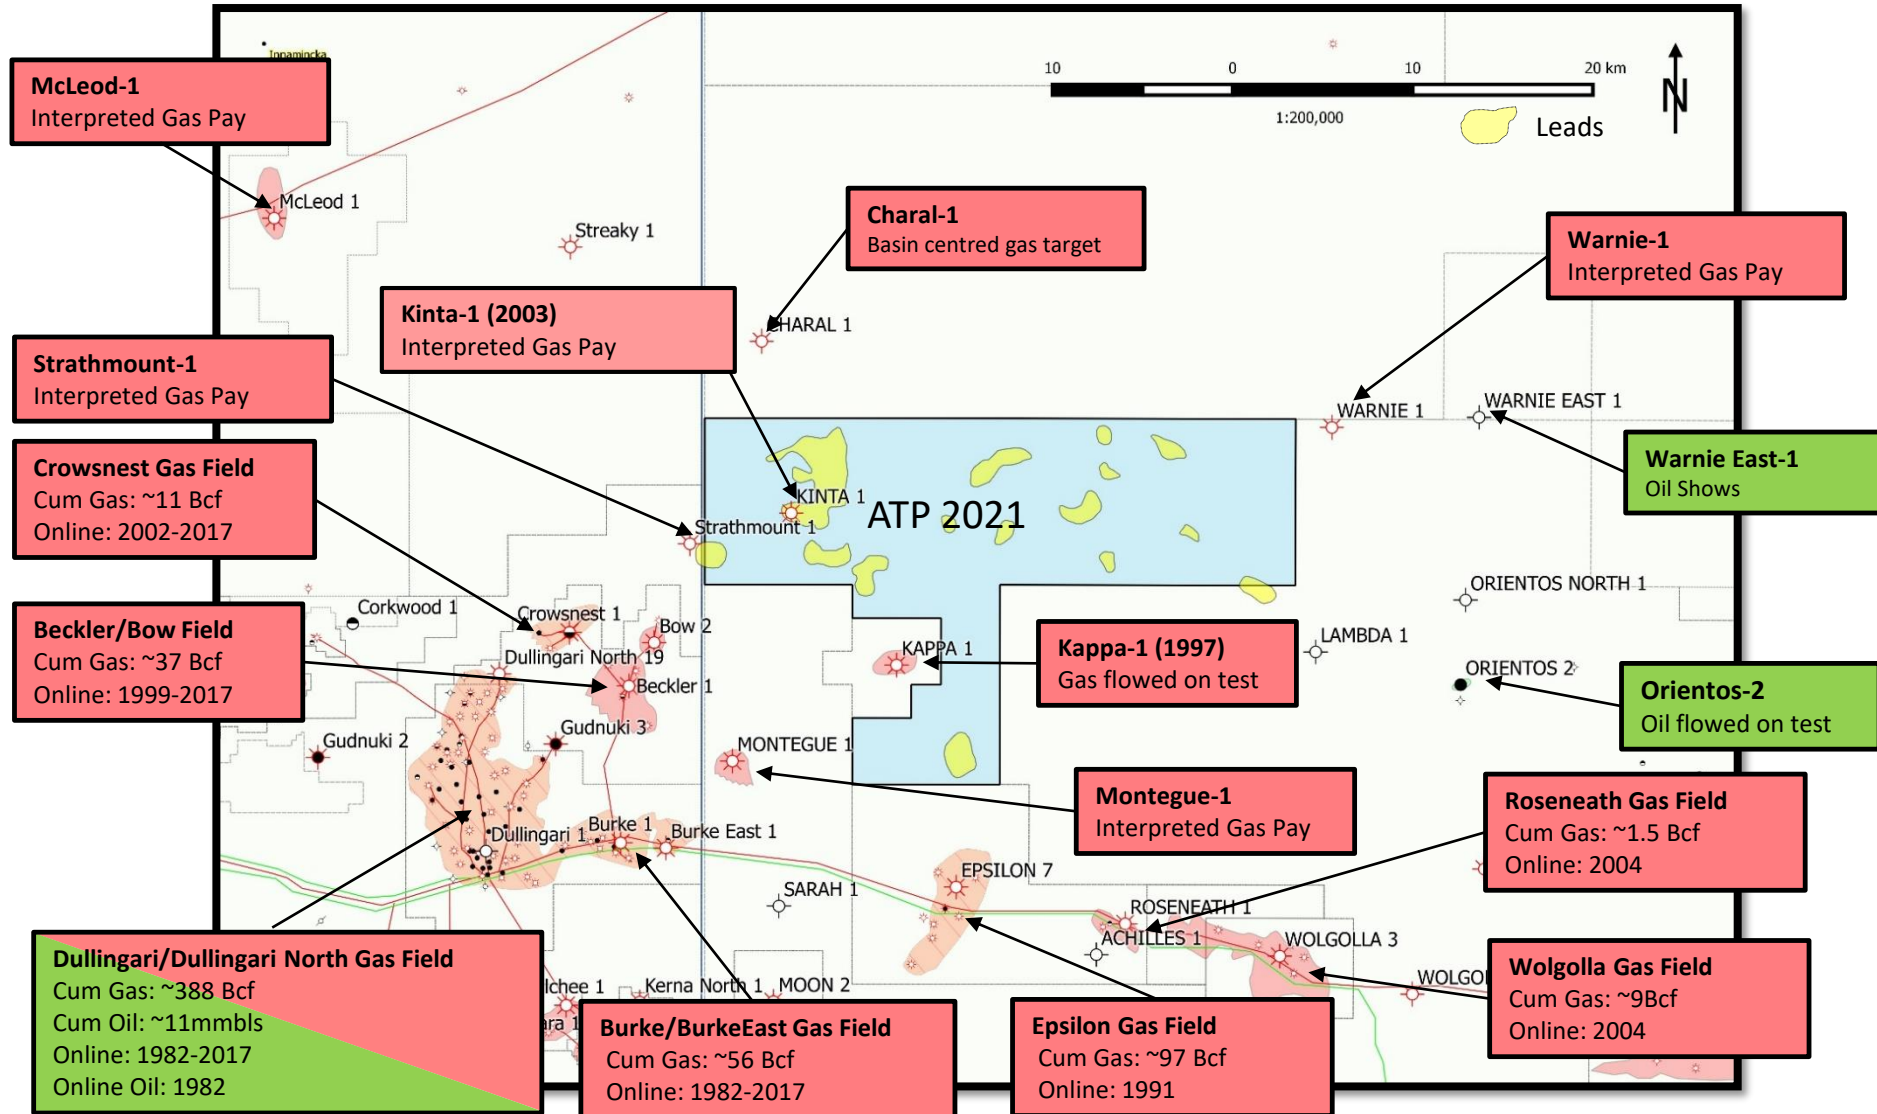 Innamincka
McLeod-1
Interpreted Gas Pay
10 0 10 20 km
1:200,000
N
Leads
McLeod 1
Streaky 1
Charal-1
Basin centred gas target
Warnie-1
Interpreted Gas Pay
Kinta-1 (2003)
Interpreted Gas Pay
CHARAL 1
Strathmount-1
Interpreted Gas Pay
WARNIE 1
WARNIE EAST 1
Warnie East-1
Oil Shows
Crowsnest Gas Field
Cum Gas: ~11 Bcf
Online: 2002-2017
KINTA 1
ATP 2021
Strathmount 1
ORIENTOS NORTH 1
Corkwood 1
Crowsnest 1
Bow 2
Beckler/Bow Field
Cum Gas: ~37 Bcf
Online: 1999-2017
Dullingari North 19
Beckler 1
KAPPA 1
Kappa-1 (1997)
Gas flowed on test
LAMBDA 1
ORIENTOS 2
Orientos-2
Oil flowed on test
Gudnuki 2
Gudnuki 3
MONTEGUE 1
Montegue-1
Interpreted Gas Pay
Roseneath Gas Field
Cum Gas: ~1.5 Bcf
Online: 2004
Dullingari 1
Burke 1
Burke East 1
EPSILON 7
SARAH 1
ROSENEATH 1
ACHILLES 1
WOLGOLLA 3
Dullingari/Dullingari North Gas Field
Cum Gas: ~388 Bcf
Cum Oil: ~11mmbls
Online: 1982-2017
Online Oil: 1982
lchee 1
ara 1
Kerna North 1
MOON 2
WOLGO
Wolgolla Gas Field
Cum Gas: ~9Bcf
Online: 2004
Burke/BurkeEast Gas Field
Cum Gas: ~56 Bcf
Online: 1982-2017
Epsilon Gas Field
Cum Gas: ~97 Bcf
Online: 1991